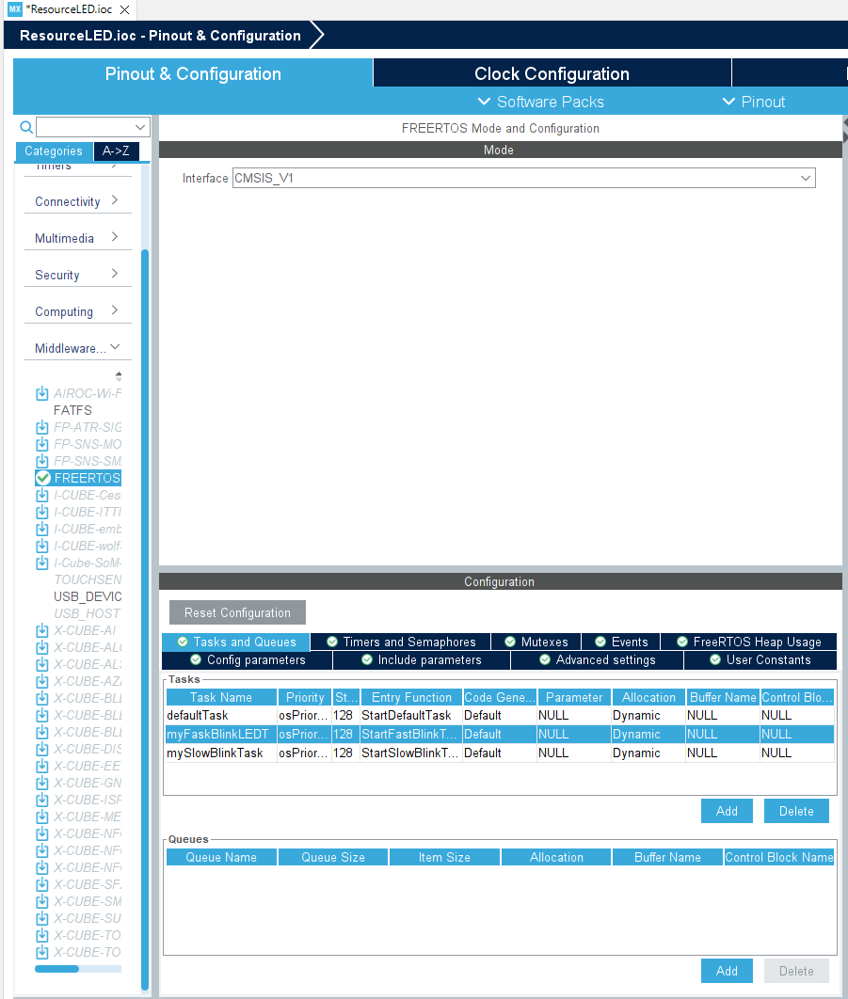 MX *ResourceLED.ioc
ResourceLED.ioc - Pinout & Configuration
Pinout & Configuration
Clock Configuration
Software Packs
Pinout
Categories
A->Z
Timers
Connectivity
Multimedia
Security
Computing
Middleware...
AIROC-Wi-F
FATFS
FP-ATR-SIG
FP-SNS-MO
FP-SNS-SM
FREERTOS
I-CUBE-Ces
I-CUBE-ITTI
I-CUBE-emb
I-CUBE-wolf
I-Cube-SoM-
TOUCHSEN
USB_DEVIC
USB_HOST
X-CUBE-AI
X-CUBE-ALG
X-CUBE-ALS
X-CUBE-AZ
X-CUBE-BLE
X-CUBE-BLE
X-CUBE-BLE
X-CUBE-DIS
X-CUBE-EE
X-CUBE-GN
X-CUBE-ISP
X-CUBE-ME
X-CUBE-NF
X-CUBE-NF
X-CUBE-NF
X-CUBE-SF
X-CUBE-SM
X-CUBE-SU
X-CUBE-TO
X-CUBE-TO
FREERTOS Mode and Configuration
Mode
Interface CMSIS_V1
Configuration
Reset Configuration
Tasks and Queues Timers and Semaphores Mutexes Events FreeRTOS Heap Usage
Config parameters Include parameters Advanced settings User Constants
Tasks
Task Name Priority St... Entry Function Code Gene... Parameter Allocation Buffer Name Control Blo...
defaultTask osPrior... 128 StartDefaultTask Default NULL Dynamic NULL NULL
myFaskBlinkLEDT osPrior... 128 StartFastBlinkT... Default NULL Dynamic NULL NULL
mySlowBlinkTask osPrior... 128 StartSlowBlinkT... Default NULL Dynamic NULL NULL
Add Delete
Queues
Queue Name Queue Size Item Size Allocation Buffer Name Control Block Name
Add Delete